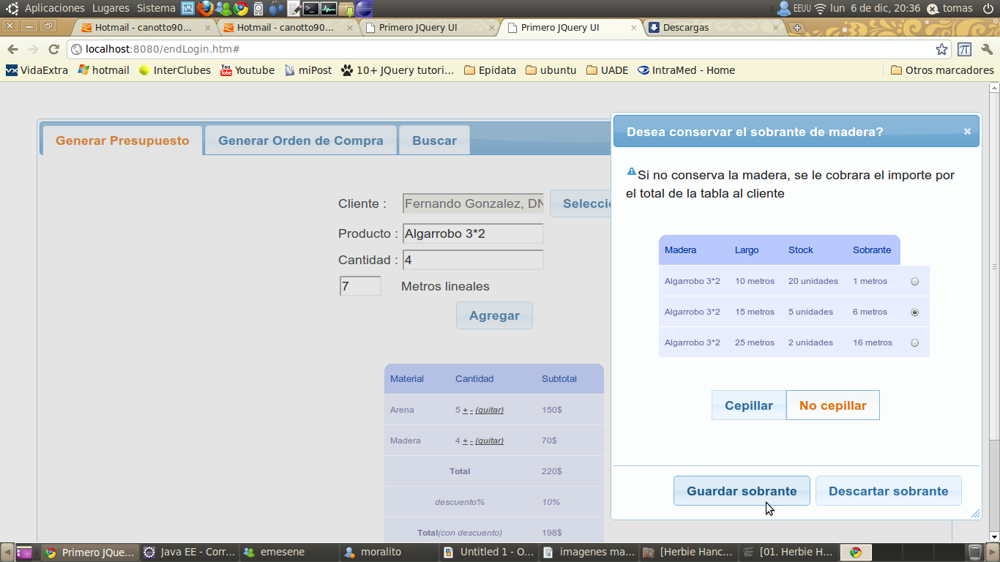 Aplicaciones Lugares Sistema EEUU lun 6 de dic, 20:36 tomas
Hotmail - canotto90... Hotmail - canotto90... Primero JQuery UI Primero JQuery UI Descargas
localhost:8080/endLogin.htm#
VidaExtra hotmail InterClubes Youtube miPost 10+ JQuery tutori... Epidata ubuntu UADE IntraMed - Home Otros marcadores
Generar Presupuesto Generar Orden de Compra Buscar
Cliente : Fernando Gonzalez, DN Selecci
Producto : Algarrobo 3*2
Cantidad : 4
7 Metros lineales
Agregar
Material Cantidad Subtotal
Arena 5 + - (quitar) 150$
Madera 4 + - (quitar) 70$
Total 220$
descuento% 10%
Total(con descuento) 198$
Desea conservar el sobrante de madera?
Si no conserva la madera, se le cobrara el importe por
el total de la tabla al cliente
Madera Largo Stock Sobrante
Algarrobo 3*2 10 metros 20 unidades 1 metros
Algarrobo 3*2 15 metros 5 unidades 6 metros
Algarrobo 3*2 25 metros 2 unidades 16 metros
Cepillar No cepillar
Guardar sobrante Descartar sobrante
Primero JQue... Java EE - Corr... emesene moralito Untitled 1 - O... imagenes ma... [Herbie Hanc... [01. Herbie H...